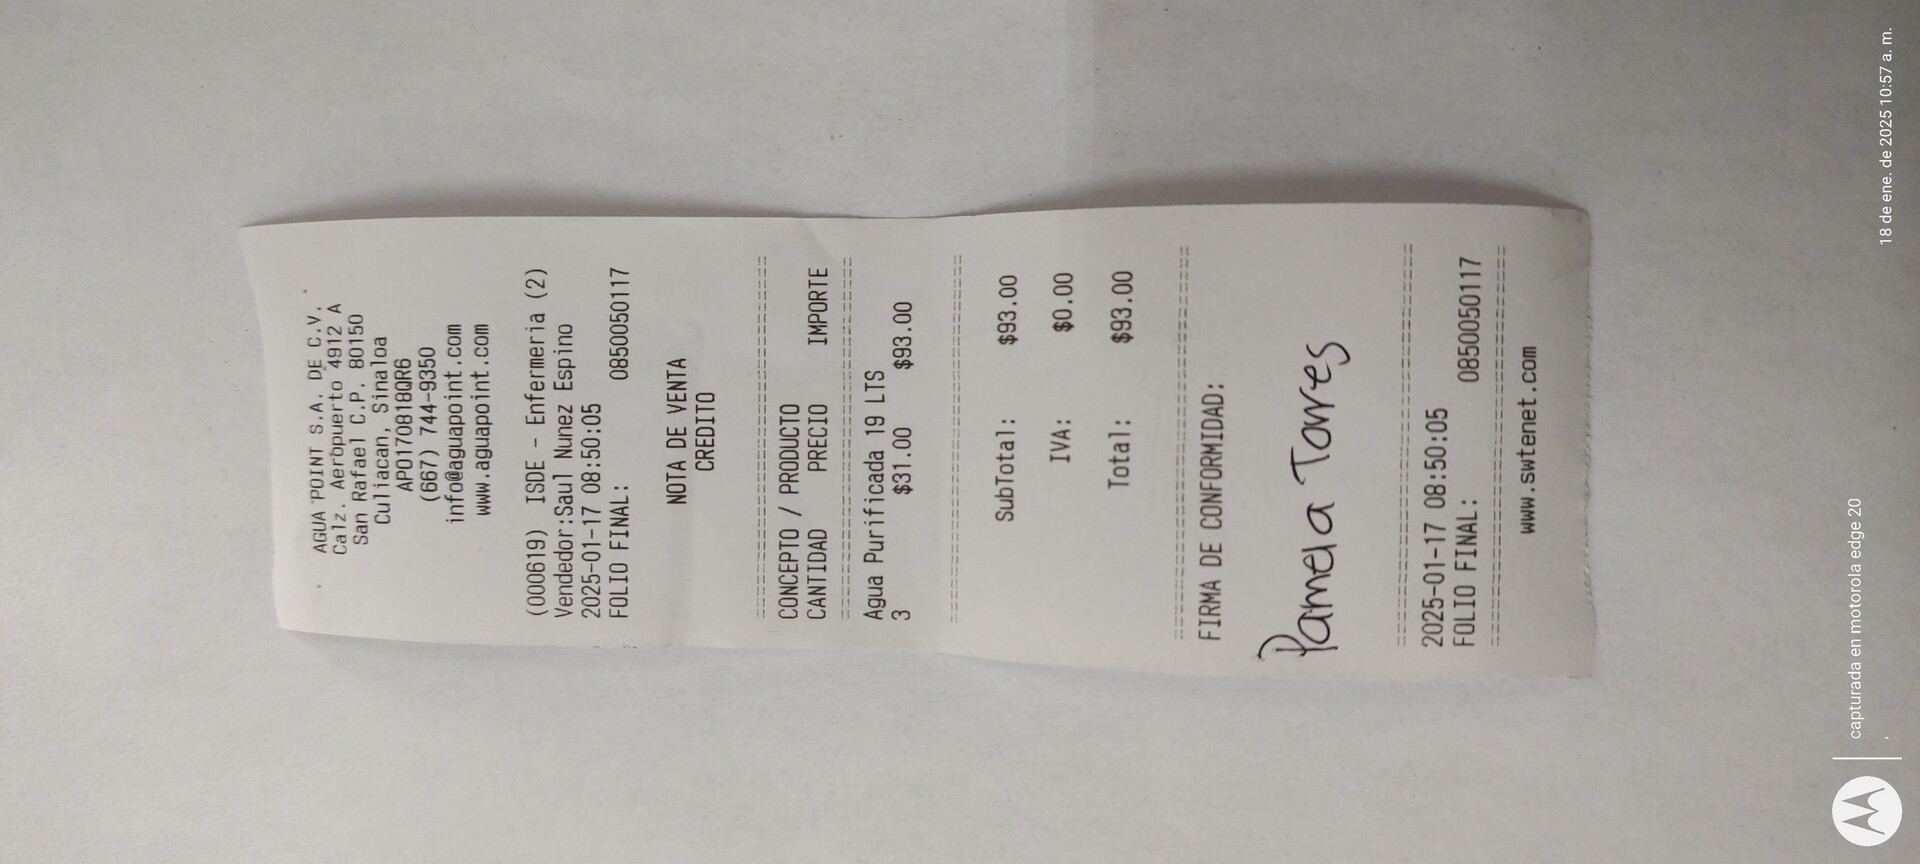 AGUA POINT S.A. DE C.V.
Calz. Aeropuerto 4912 A
San Rafael C.P. 80150
Culiacan, Sinaloa
APO170818QR6
(667) 744-9350
info@aguapoint.com
www.aguapoint.com
(000619) ISDE - Enfermeria (2)
Vendedor:Saul Nunez Espino
2025-01-17 08:50:05
FOLIO FINAL: 0850050117
NOTA DE VENTA
CREDITO
CONCEPTO / PRODUCTO
CANTIDAD PRECIO IMPORTE
Agua Purificada 19 LTS
3 $31.00 $93.00
SubTotal: $93.00
IVA: $0.00
Total: $93.00
FIRMA DE CONFORMIDAD:
Pamela Torres
2025-01-17 08:50:05
FOLIO FINAL: 0850050117
www.swtenet.com
capturada en motorola edge 20
18 de ene. de 2025 10:57 a. m.